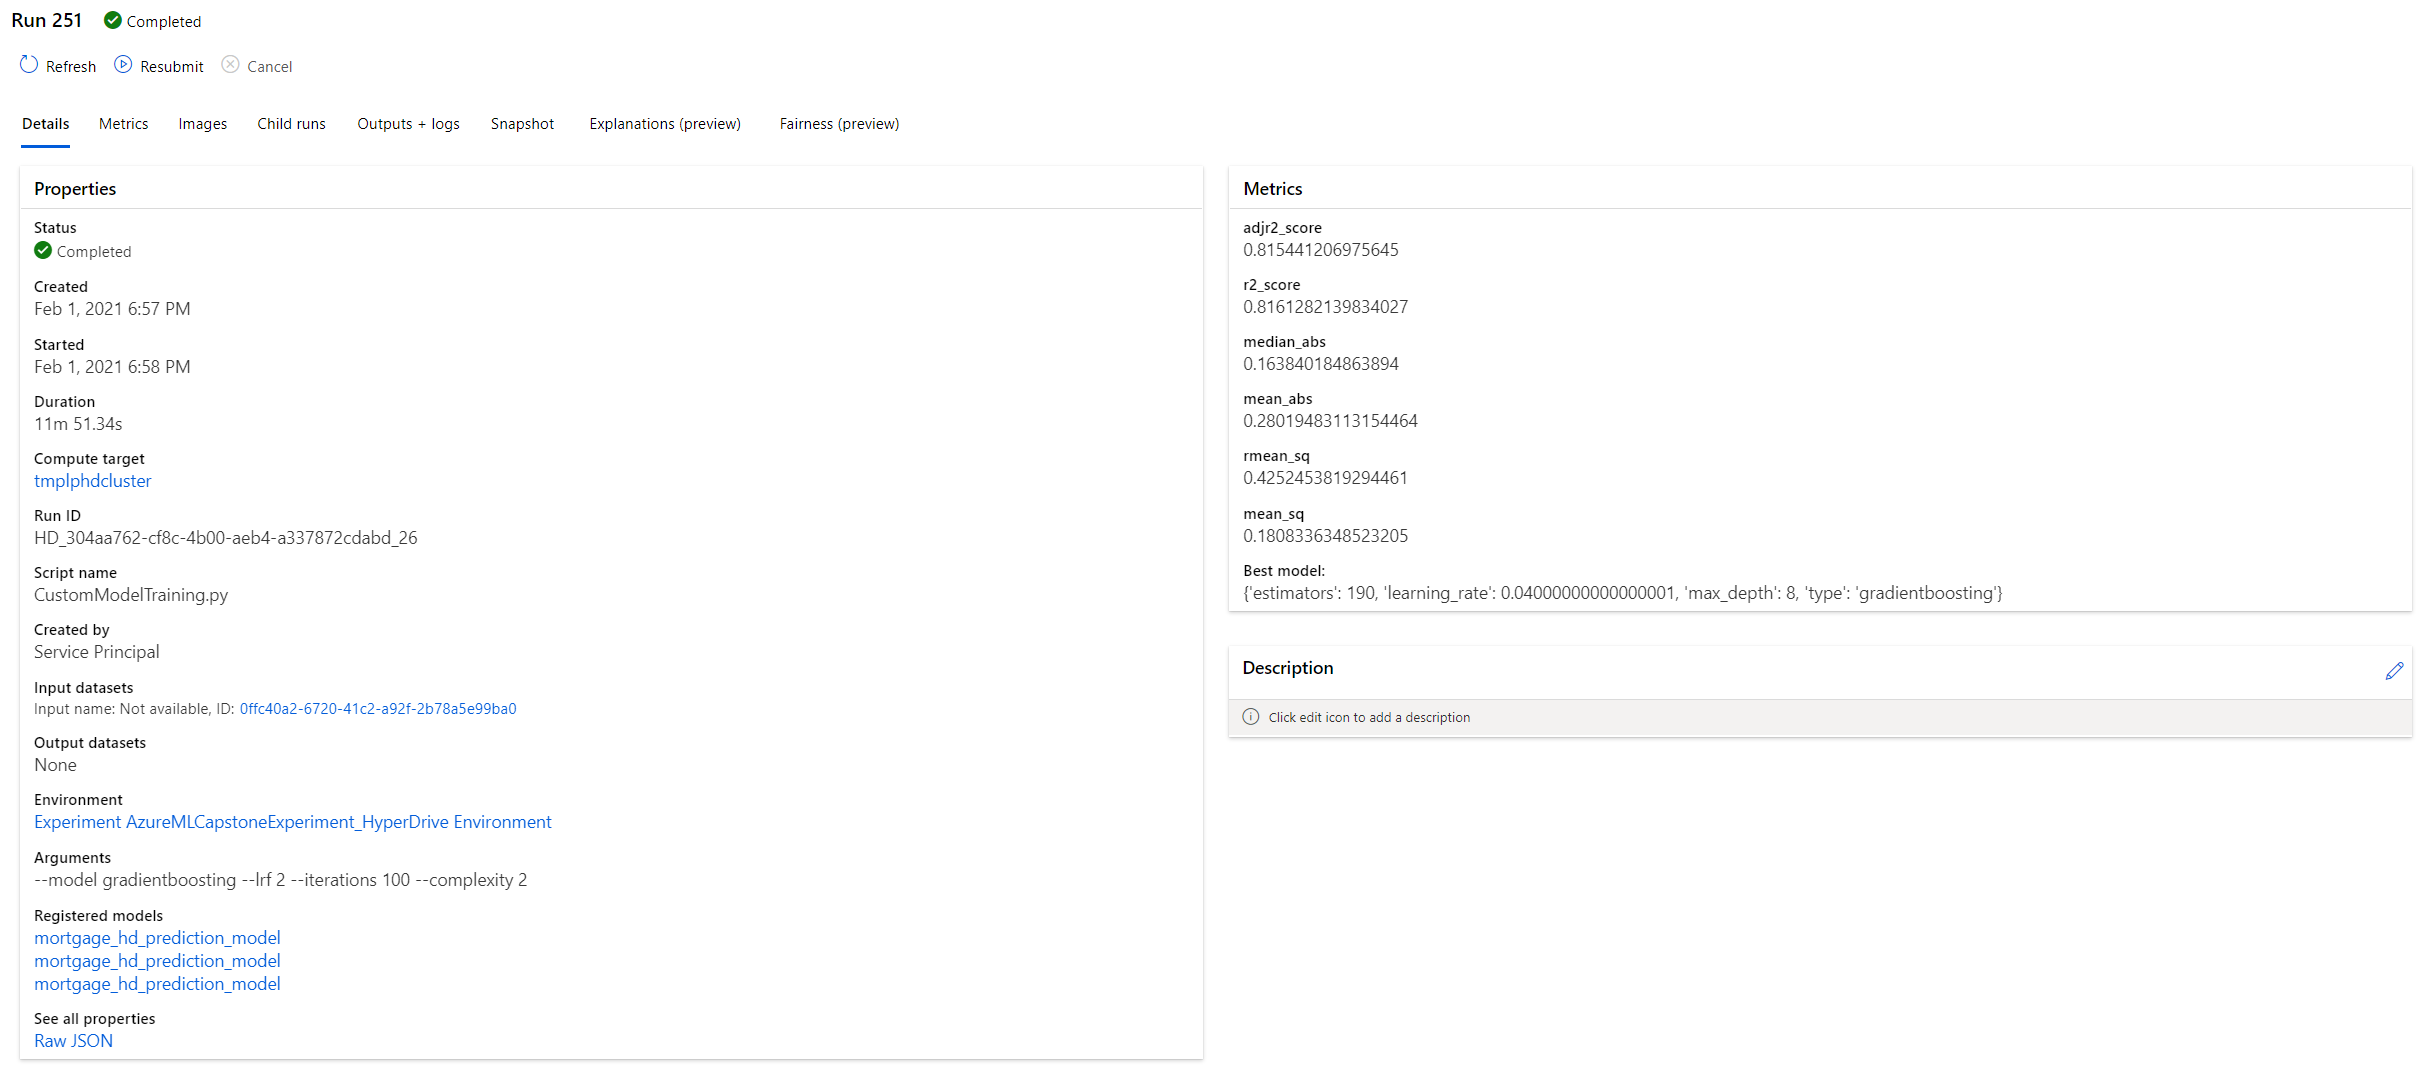 Run 251 Completed
Refresh Resubmit Cancel
Details Metrics Images Child runs Outputs + logs Snapshot Explanations (preview) Fairness (preview)
Properties
Status
Completed
Created
Feb 1, 2021 6:57 PM
Started
Feb 1, 2021 6:58 PM
Duration
11m 51.34s
Compute target
tmplphdcluster
Run ID
HD_304aa762-cf8c-4b00-aeb4-a337872cdabd_26
Script name
CustomModelTraining.py
Created by
Service Principal
Input datasets
Input name: Not available, ID: 0ffc40a2-6720-41c2-a92f-2b78a5e99ba0
Output datasets
None
Environment
Experiment AzureMLCapstoneExperiment_HyperDrive Environment
Arguments
--model gradientboosting --lrf 2 --iterations 100 --complexity 2
Registered models
mortgage_hd_prediction_model
mortgage_hd_prediction_model
mortgage_hd_prediction_model
See all properties
Raw JSON
Metrics
adjr2_score
0.815441206975645
r2_score
0.8161282139834027
median_abs
0.163840184863894
mean_abs
0.28019483113154464
rmean_sq
0.4252453819294461
mean_sq
0.1808336348523205
Best model:
{'estimators': 190, 'learning_rate': 0.04000000000000001, 'max_depth': 8, 'type': 'gradientboosting'}
Description
Click edit icon to add a description